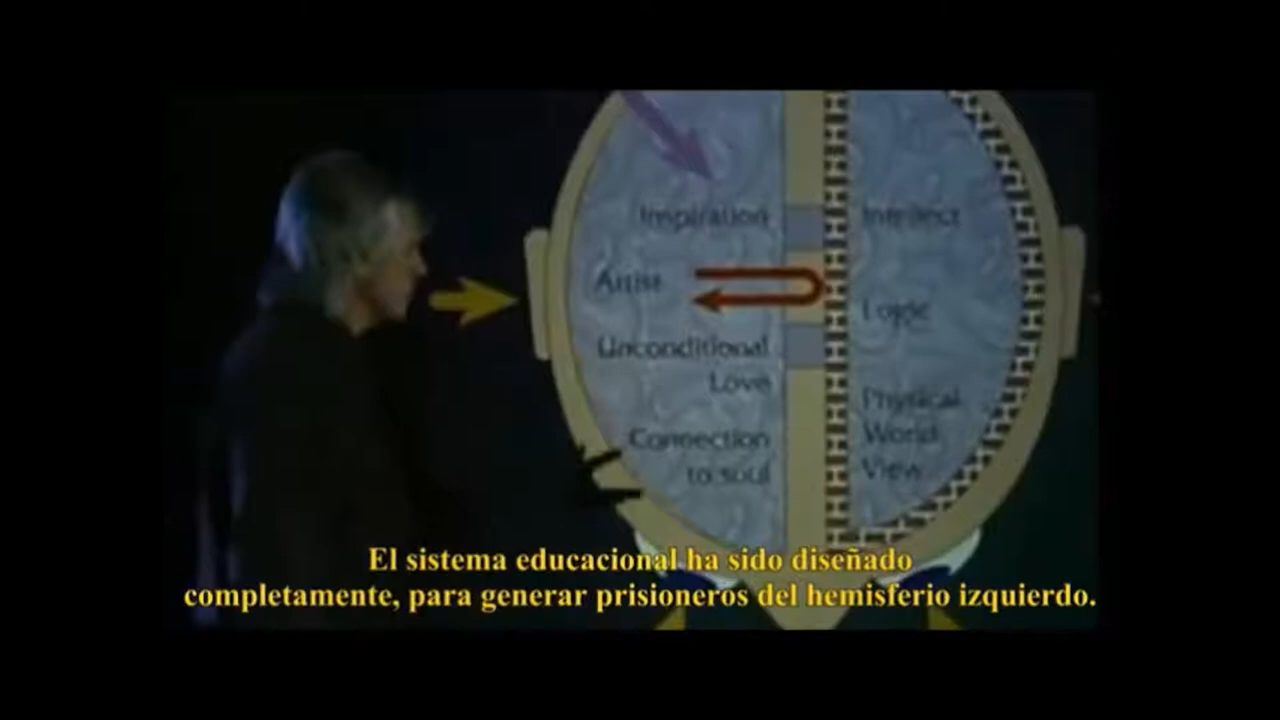 Inspiration
Intellect
Artist
Logic
Unconditional
Love
Physical
World
View
Connection
to soul
El sistema educacional ha sido diseñado
completamente, para generar prisioneros del hemisferio izquierdo.